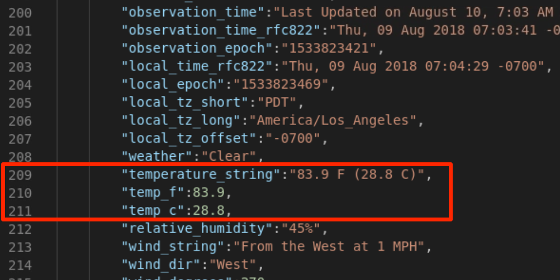 200 "observation_time":"Last Updated on August 10, 7:03 AM
201 "observation_time_rfc822":"Thu, 09 Aug 2018 07:03:41 -0
202 "observation_epoch":"1533823421",
203 "local_time_rfc822":"Thu, 09 Aug 2018 07:04:29 -0700",
204 "local_epoch":"1533823469",
205 "local_tz_short":"PDT",
206 "local_tz_long":"America/Los_Angeles",
207 "local_tz_offset":"-0700",
208 "weather":"Clear",
209 "temperature_string":"83.9 F (28.8 C)",
210 "temp_f":83.9,
211 "temp_c":28.8,
212 "relative_humidity":"45%",
213 "wind_string":"From the West at 1 MPH",
214 "wind_dir":"West",